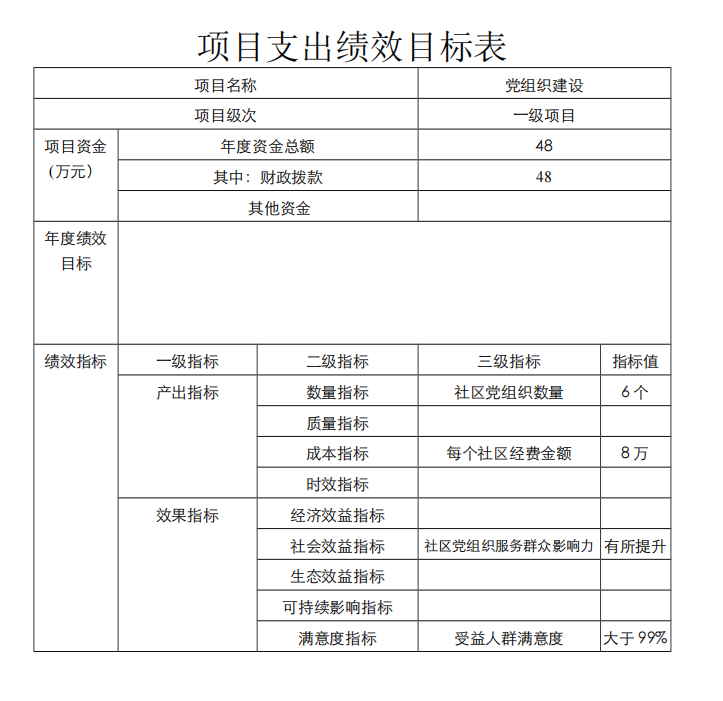 项目支出绩效目标表
项目名称 党组织建设
项目级次 一级项目
项目资金 年度资金总额 48
(万元） 其中：财政拨款 48
其他资金
年度绩效
目标
绩效指标 一级指标 二级指标 三级指标 指标值
产出指标 数量指标 社区党组织数量 6个
质量指标
成本指标 每个社区经费金额 8万
时效指标
效果指标 经济效益指标
社会效益指标 社区党组织服务群众影响力 有所提升
生态效益指标
可持续影响指标
满意度指标 受益人群满意度 大于99%